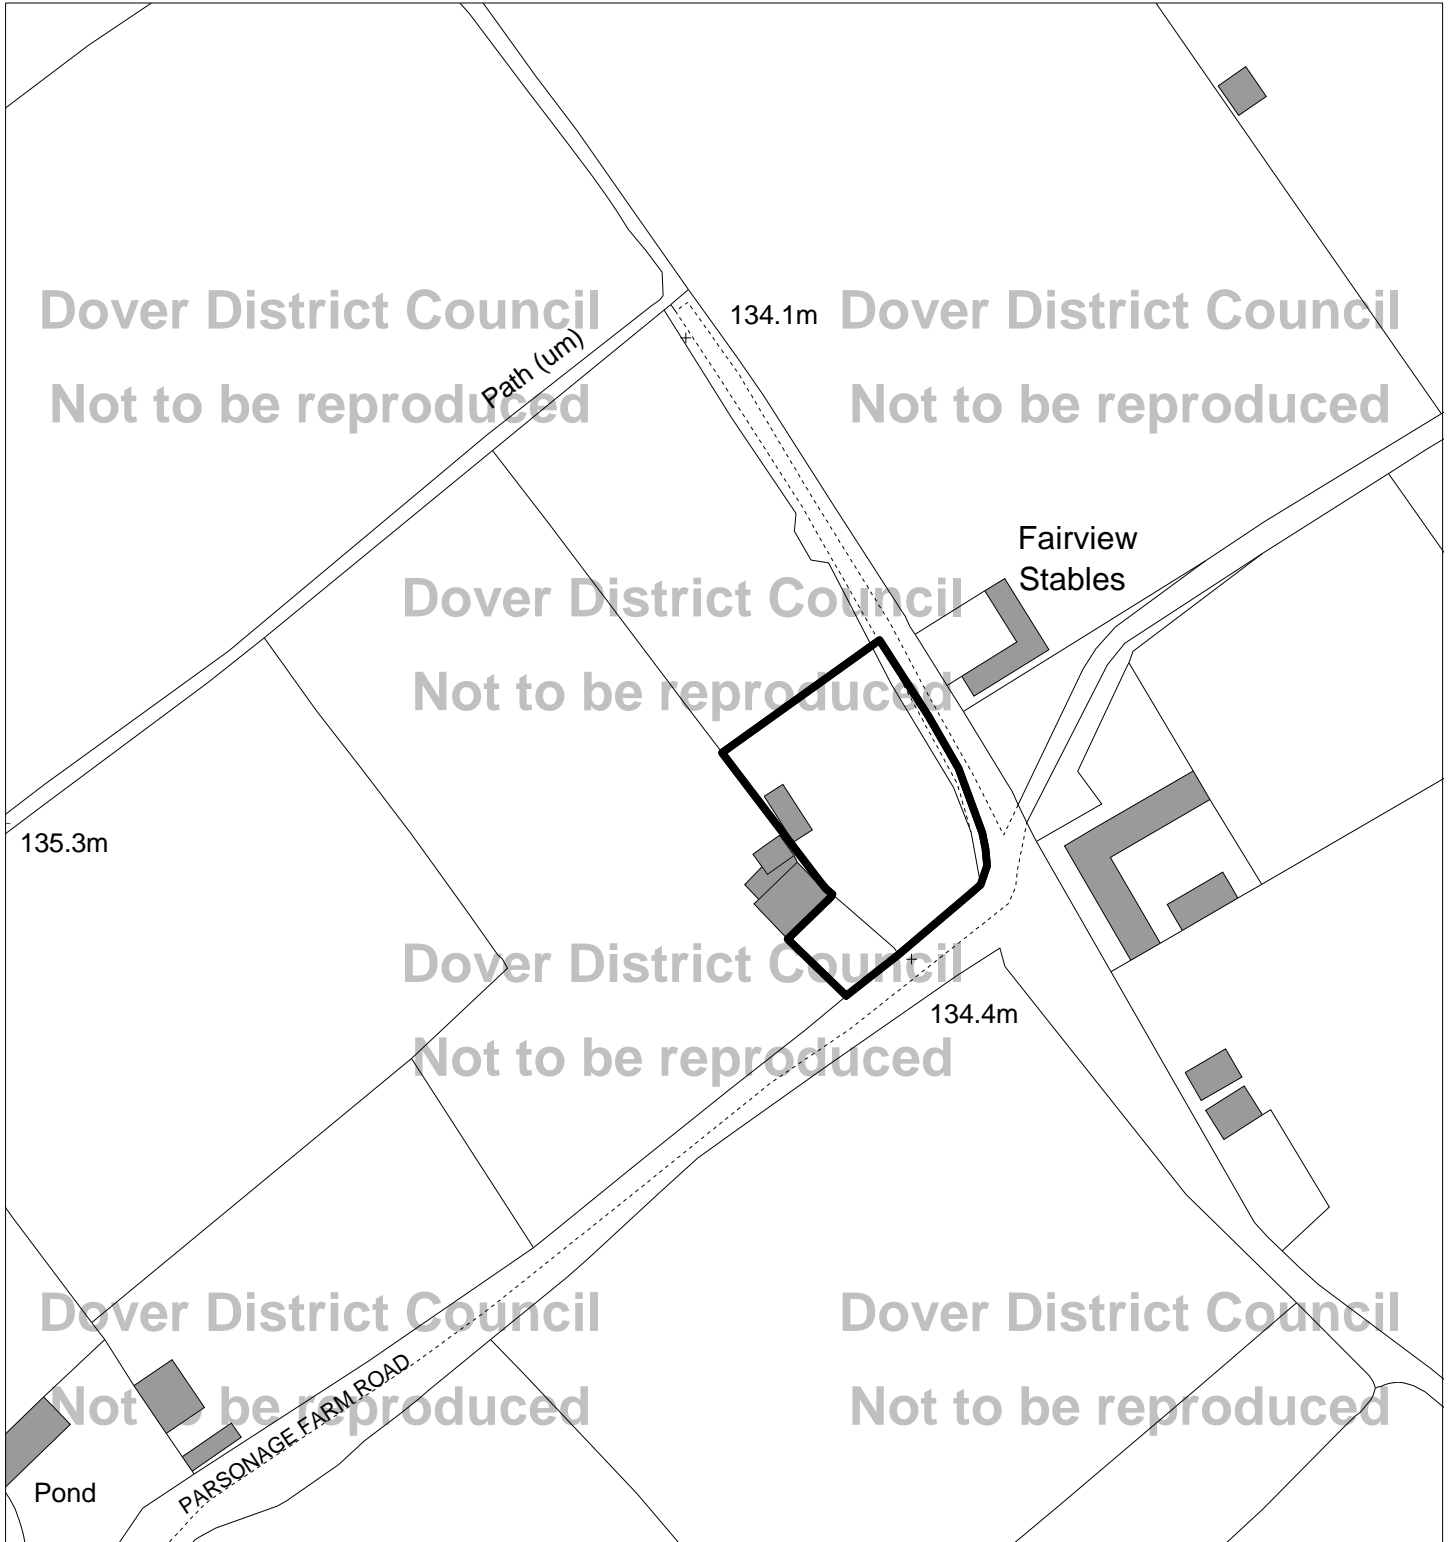 Dover District Council
134.1m
Dover District Council
Path (um)
Not to be reproduced
Not to be reproduced
Fairview
Stables
Dover District Council
Not to be reproduced
135.3m
Dover District Council
134.4m
Not to be reproduced
Dover District Council
Dover District Council
PARSONAGE FARM ROAD
Not to be reproduced
Not to be reproduced
Pond